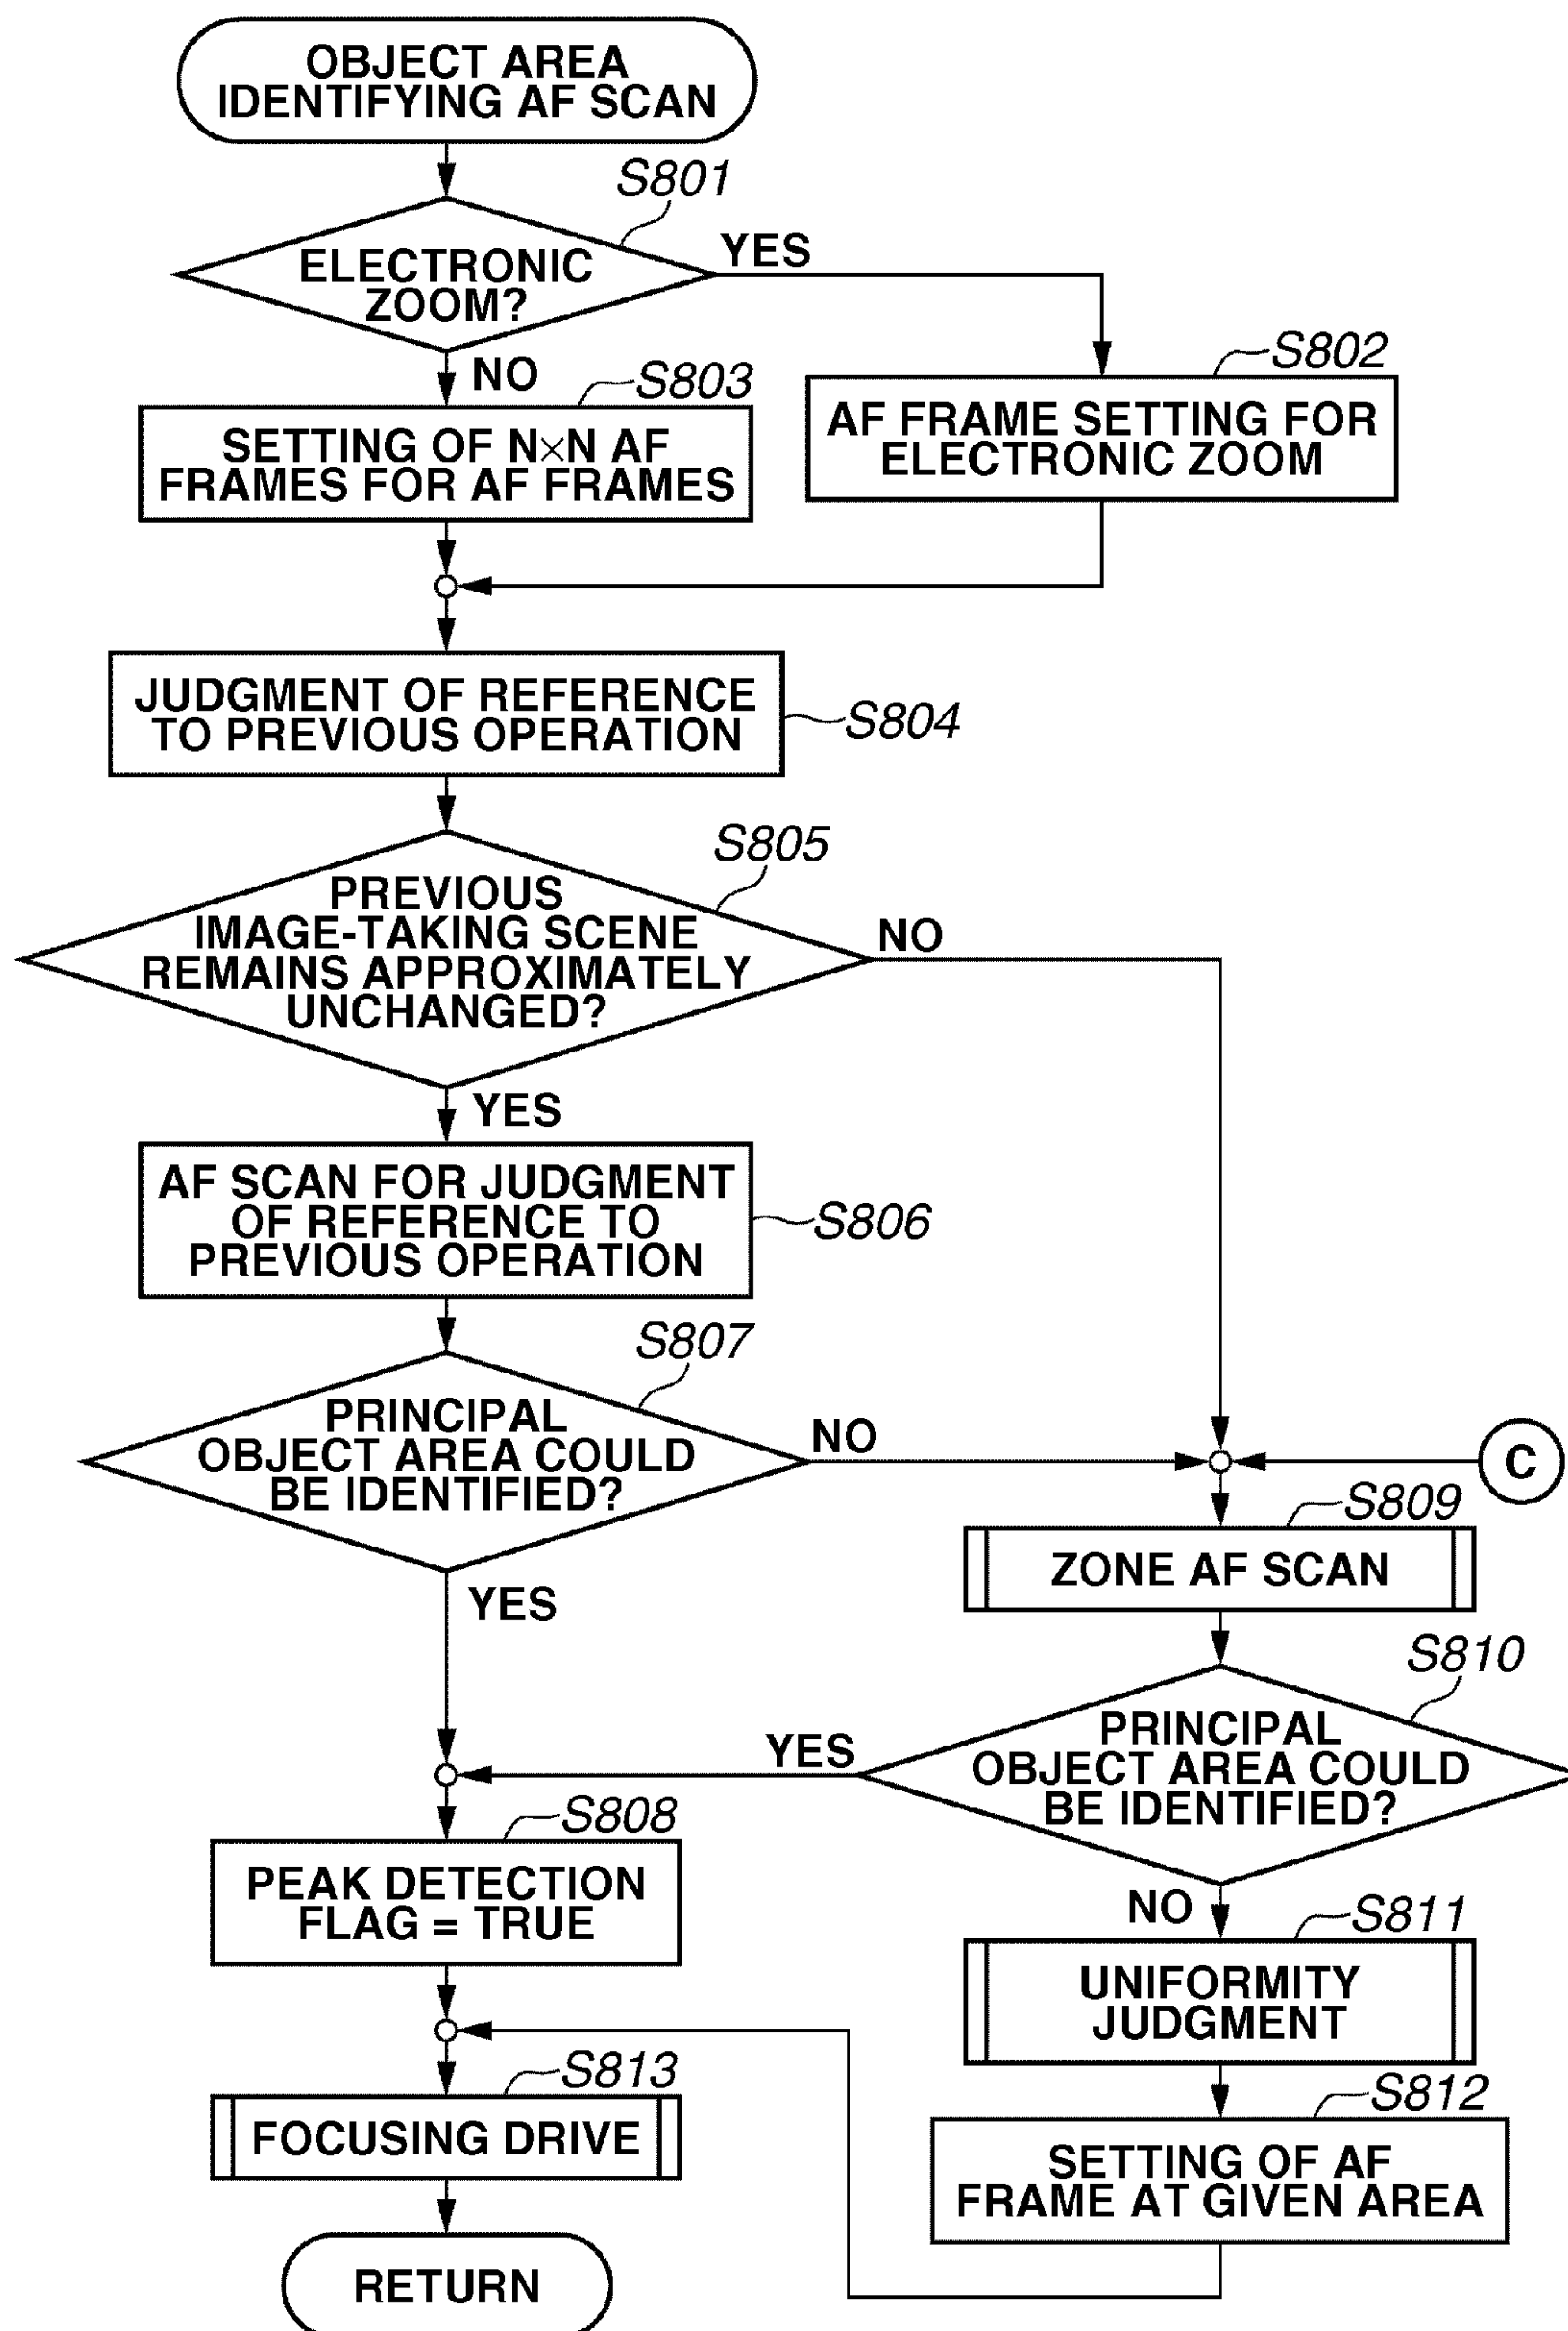 OBJECT AREA
IDENTIFYING AF SCAN
S801
ELECTRONIC
ZOOM?
YES
NO
S802
AF FRAME SETTING FOR
ELECTRONIC ZOOM
S803
SETTING OF N×N AF
FRAMES FOR AF FRAMES
JUDGMENT OF REFERENCE
TO PREVIOUS OPERATION
S804
S805
PREVIOUS
IMAGE-TAKING SCENE
REMAINS APPROXIMATELY
UNCHANGED?
NO
YES
AF SCAN FOR JUDGMENT
OF REFERENCE TO
PREVIOUS OPERATION
S806
S807
PRINCIPAL
OBJECT AREA COULD
BE IDENTIFIED?
NO
C
YES
S809
ZONE AF SCAN
S810
PRINCIPAL
OBJECT AREA COULD
BE IDENTIFIED?
YES
NO
S808
PEAK DETECTION
FLAG = TRUE
S811
UNIFORMITY
JUDGMENT
S812
SETTING OF AF
FRAME AT GIVEN AREA
S813
FOCUSING DRIVE
RETURN